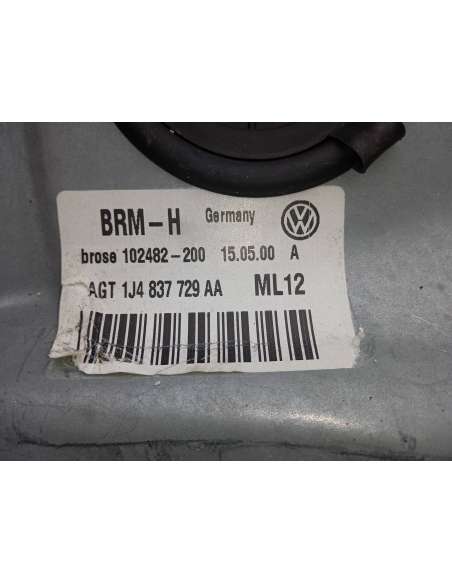 BRM-H Germany
brose 102482-200 15.05.00 A
AGT 1J4 837 729 AA ML12